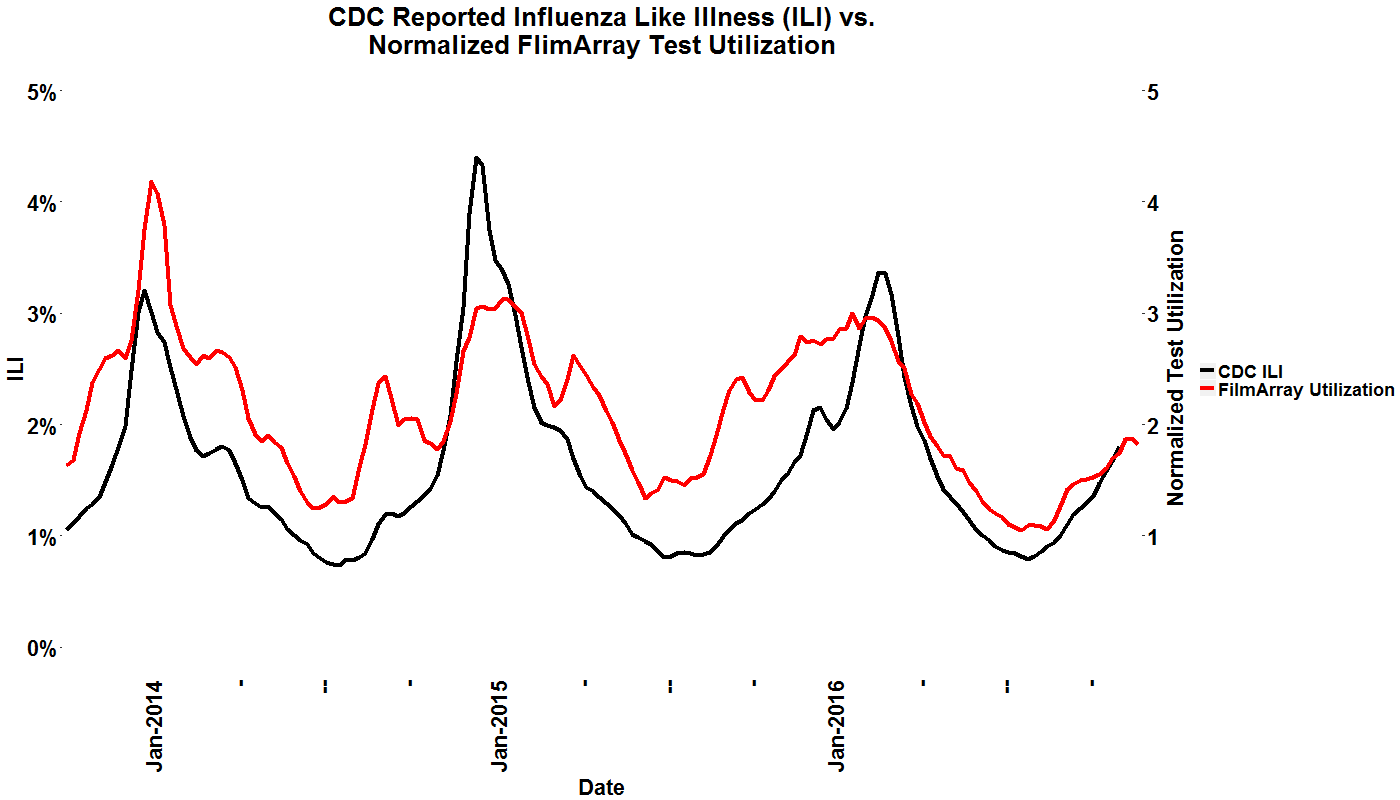 CDC Reported Influenza Like Illness (ILI) vs.
Normalized FlimArray Test Utilization
5%
4%
3%
2%
1%
0%
ILI
5
4
3
2
1
Normalized Test Utilization
CDC ILI
FilmArray Utilization
Jan-2014
-
--
-
Jan-2015
-
--
-
Jan-2016
-
--
-
Date